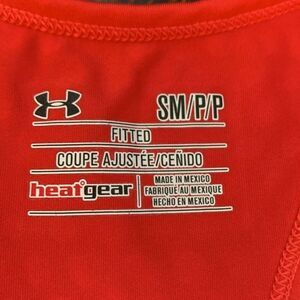 SM/P/P
FITTED
COUPE AJUSTÉE/CEÑIDO
heatgear
MADE IN MEXICO
FABRIQUÉ AU MEXIQUE
HECHO EN MEXICO